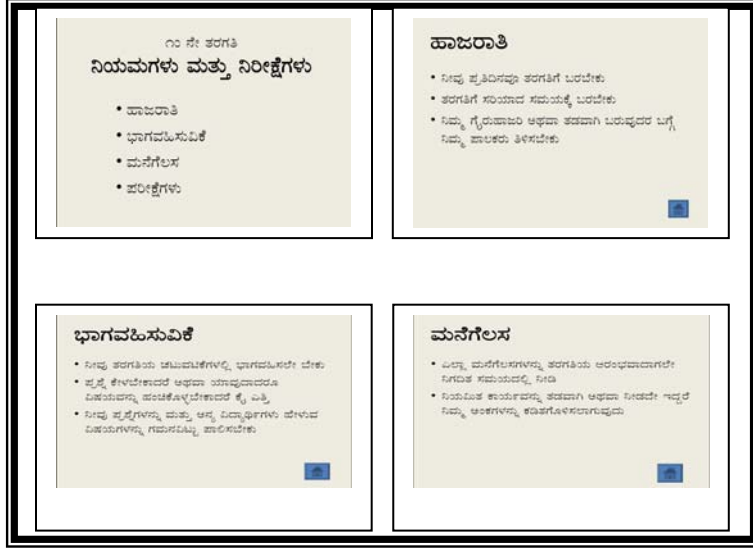 ೧೦ ನೇ ತರಗತಿ
ನಿಯಮಗಳು ಮತ್ತು ನಿರೀಕ್ಷೆಗಳು
• ಹಾಜರಾತಿ
• ಭಾಗವಹಿಸುವಿಕೆ
• ಮನೆಗೆಲಸ
• ಪರೀಕ್ಷೆಗಳು
ಹಾಜರಾತಿ
• ನೀವು ಪ್ರತಿದಿನವೂ ತರಗತಿಗೆ ಬರಬೇಕು
• ತರಗತಿಗೆ ಸರಿಯಾದ ಸಮಯಕ್ಕೆ ಬರಬೇಕು
• ನಿಮ್ಮ ಗೈರುಹಾಜರಿ ಅಥವಾ ತಡವಾಗಿ ಬರುವುದರ ಬಗ್ಗೆ
ನಿಮ್ಮ ಪಾಲಕರು ತಿಳಿಸಬೇಕು
ಭಾಗವಹಿಸುವಿಕೆ
• ನೀವು ತರಗತಿಯ ಚಟುವಟಿಕೆಗಳಲ್ಲಿ ಭಾಗವಹಿಸಲೇ ಬೇಕು
• ಪ್ರಶ್ನೆ ಕೇಳಬೇಕಾದರೆ ಅಥವಾ ಯಾವುದಾದರೂ
ವಿಷಯವನ್ನು ಹಂಚಿಕೊಳ್ಳಬೇಕಾದರೆ ಕೈ ಎತ್ತಿ
• ನೀವು ಪ್ರಶ್ನೆಗಳನ್ನು ಮತ್ತು ಅನ್ಯ ವಿದ್ಯಾರ್ಥಿಗಳು ಹೇಳುವ
ವಿಷಯಗಳನ್ನು ಗಮನವಿಟ್ಟು ಪಾಲಿಸಬೇಕು
ಮನೆಗೆಲಸ
• ಎಲ್ಲಾ ಮನೆಗೆಲಸಗಳನ್ನು ತರಗತಿಯ ಆರಂಭವಾದಾಗಲೇ
ನಿಗದಿತ ಸಮಯದಲ್ಲಿ ನೀಡಿ
• ನಿಯಮಿತ ಕಾರ್ಯವನ್ನು ತಡವಾಗಿ ಅಥವಾ ನೀಡದೇ ಇದ್ದರೆ
ನಿಮ್ಮ ಅಂಕಗಳನ್ನು ಕಡಿತಗೊಳಿಸಲಾಗುವುದು